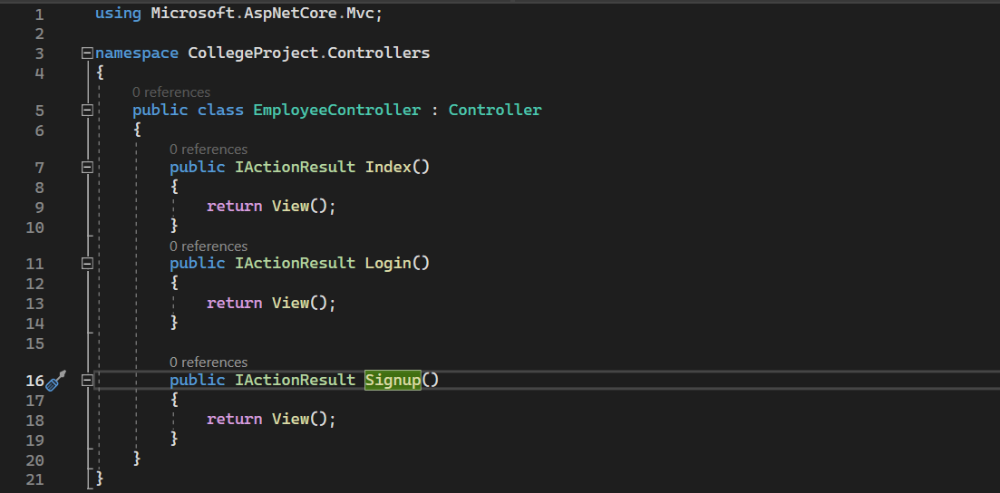 1 using Microsoft.AspNetCore.Mvc;
2
3 namespace CollegeProject.Controllers
4 {
0 references
5 public class EmployeeController : Controller
6 {
0 references
7 public IActionResult Index()
8 {
9 return View();
10 }
0 references
11 public IActionResult Login()
12 {
13 return View();
14 }
15
0 references
16 public IActionResult Signup()
17 {
18 return View();
19 }
20 }
21 }